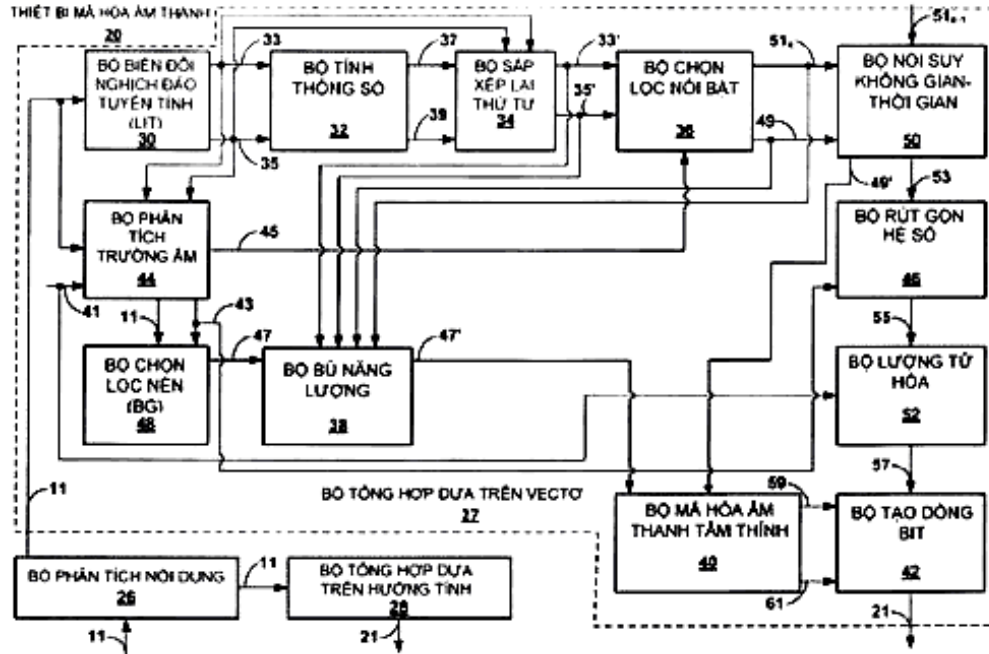 THIẾT BỊ MÃ HÓA ÂM THANH
20
51k-1
BỘ BIẾN ĐỔI
NGHỊCH ĐẢO
TUYẾN TÍNH
(LIT)
30
33
35
BỘ TÍNH
THÔNG SỐ
32
37
39
BỘ SẮP
XẾP LẠI
THỨ TỰ
34
33'
35'
BỘ CHỌN
LỌC NỔI BẬT
36
51k
49
BỘ NỘI SUY
KHÔNG GIAN-
THỜI GIAN
50
49'
53
BỘ PHÂN
TÍCH
TRƯỜNG ÂM
44
45
BỘ RÚT GỌN
HỆ SỐ
46
41
11
43
55
BỘ CHỌN
LỌC NỀN
(BG)
48
47
BỘ BÙ NĂNG
LƯỢNG
38
47'
BỘ LƯỢNG TỬ
HÓA
52
57
11
BỘ TỔNG HỢP DỰA TRÊN VECTƠ
27
BỘ MÃ HÓA ÂM
THANH TÂM THÍNH
40
59
61
BỘ TẠO DÒNG
BIT
42
21
BỘ PHÂN TÍCH NỘI DUNG
26
11
BỘ TỔNG HỢP DỰA
TRÊN HƯỚNG TÍNH
28
11
21